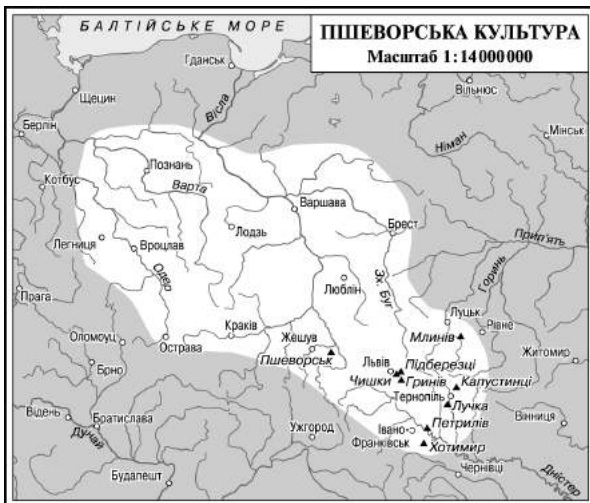 БАЛТІЙСЬКЕ МОРЕ
ПШЕВОРСЬКА КУЛЬТУРА
Масштаб 1:14000000
Гданськ
Щецин
Вісла
Вільнюс
Берлін
Німан
Мінськ
Котбус
Познань
Варта
Варшава
Брест
Прип'ять
Легниця
Вроцлав
Лодзь
Одер
Люблін
Зх. Буг
Горинь
Прага
Луцьк
Рівне
Млинів
Оломоуц
Острава
Краків
Жешув
Пшеворськ
Львів
Підберезці
Житомир
Брно
Чишки
Гринів
Капустинці
Тернопіль
Лучка
Відень
Братислава
Ужгород
Петрилів
Вінниця
Дунай
Івано-
Франківськ
Хотимир
Будапешт
Чернівці
Дністер